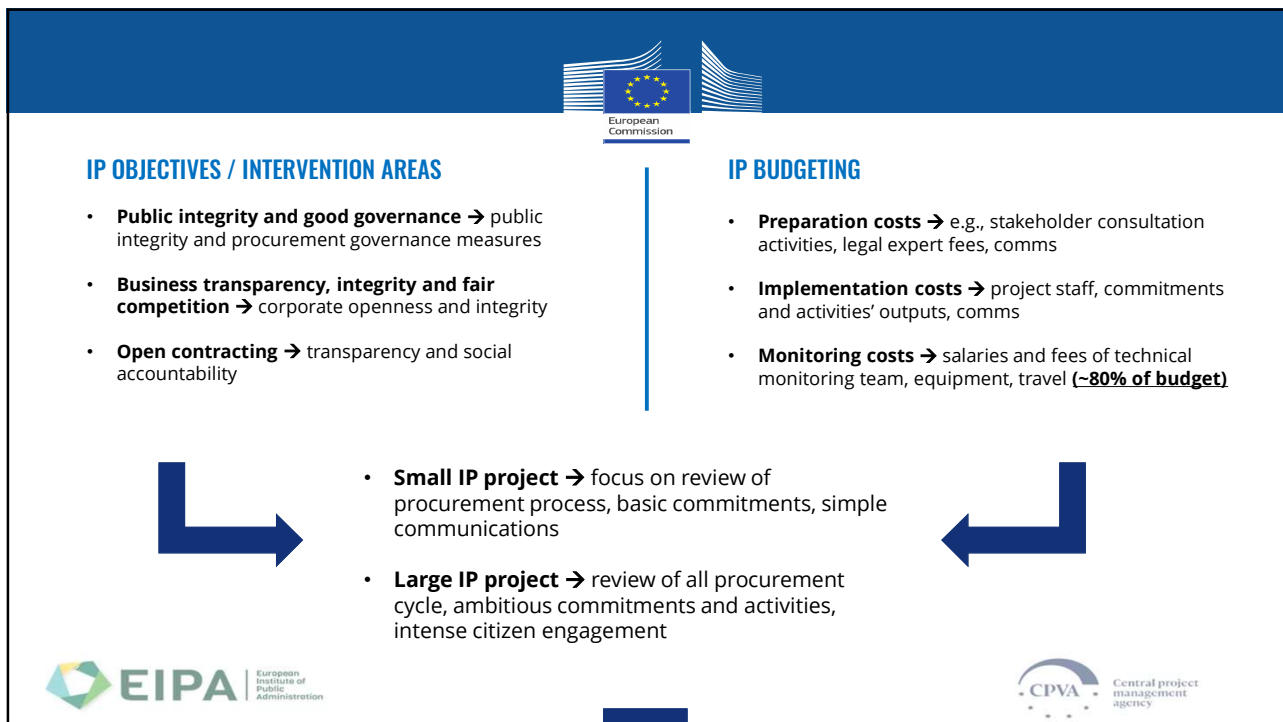 European
Commission
IP OBJECTIVES / INTERVENTION AREAS
• Public integrity and good governance → public
integrity and procurement governance measures
• Business transparency, integrity and fair
competition → corporate openness and integrity
• Open contracting → transparency and social
accountability
IP BUDGETING
• Preparation costs → e.g., stakeholder consultation
activities, legal expert fees, comms
• Implementation costs → project staff, commitments
and activities’ outputs, comms
• Monitoring costs → salaries and fees of technical
monitoring team, equipment, travel (~80% of budget)
• Small IP project → focus on review of
procurement process, basic commitments, simple
communications
• Large IP project → review of all procurement
cycle, ambitious commitments and activities,
intense citizen engagement
EIPA
European
Institute of
Public
Administration
CPVA
Central project
management
agency